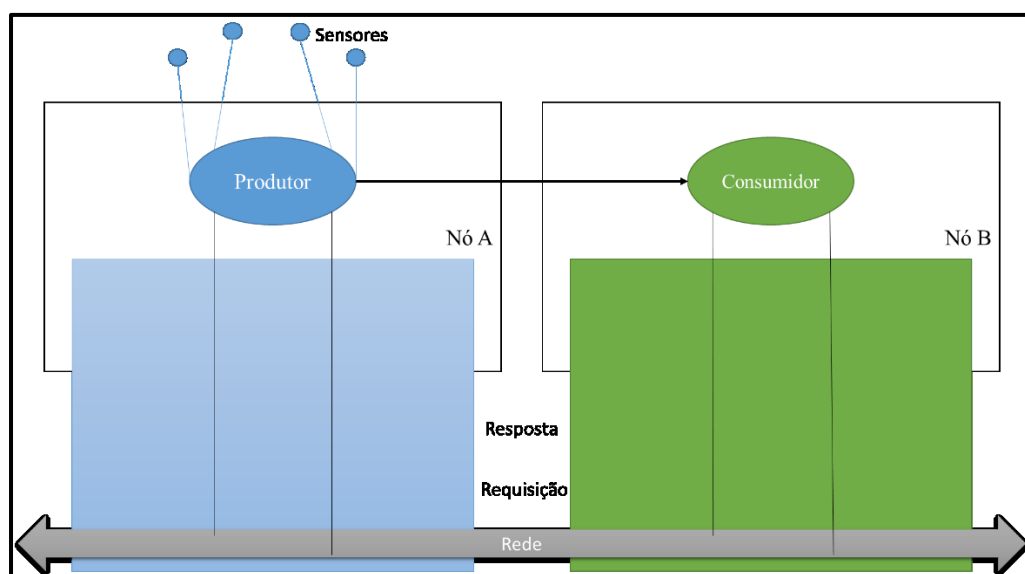 Sensores
Produtor
Consumidor
Nó A
Nó B
Resposta
Requisição
Rede